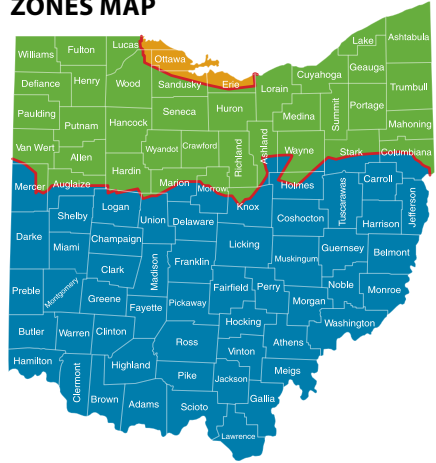 ZONES MAP
Williams
Fulton
Lucas
Ottawa
Lake
Ashtabula
Defiance
Henry
Wood
Sandusky
Erie
Lorain
Cuyahoga
Geauga
Trumbull
Paulding
Putnam
Hancock
Seneca
Huron
Medina
Summit
Portage
Mahoning
Van Wert
Allen
Hardin
Wyandot
Crawford
Richland
Ashland
Wayne
Stark
Columbiana
Mercer
Auglaize
Marion
Morrow
Knox
Holmes
Tuscarawas
Carroll
Jefferson
Shelby
Logan
Union
Delaware
Coshocton
Harrison
Darke
Miami
Champaign
Licking
Muskingum
Guernsey
Belmont
Clark
Madison
Franklin
Preble
Montgomery
Greene
Fayette
Pickaway
Fairfield
Perry
Morgan
Noble
Monroe
Butler
Warren
Clinton
Ross
Hocking
Athens
Washington
Hamilton
Clermont
Highland
Pike
Vinton
Jackson
Meigs
Brown
Adams
Scioto
Gallia
Lawrence